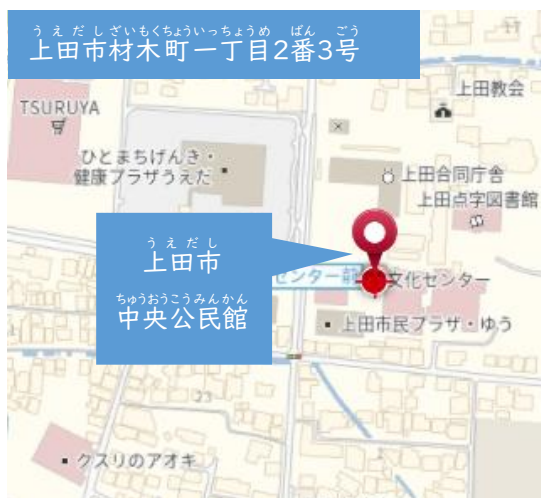 うえだしざいもくちょういっちょうめ ばん ごう
上田市材木町一丁目2番3号
17
上田教会
TSURUYA
ひとまちげんき・
健康プラザうえだ
上田合同庁舎
上田点字図書館
うえだし
上田市
ちゅうおうこうみんかん
中央公民館
センター前
文化センター
上田市民プラザ・ゆう
23
クスリのアオキ